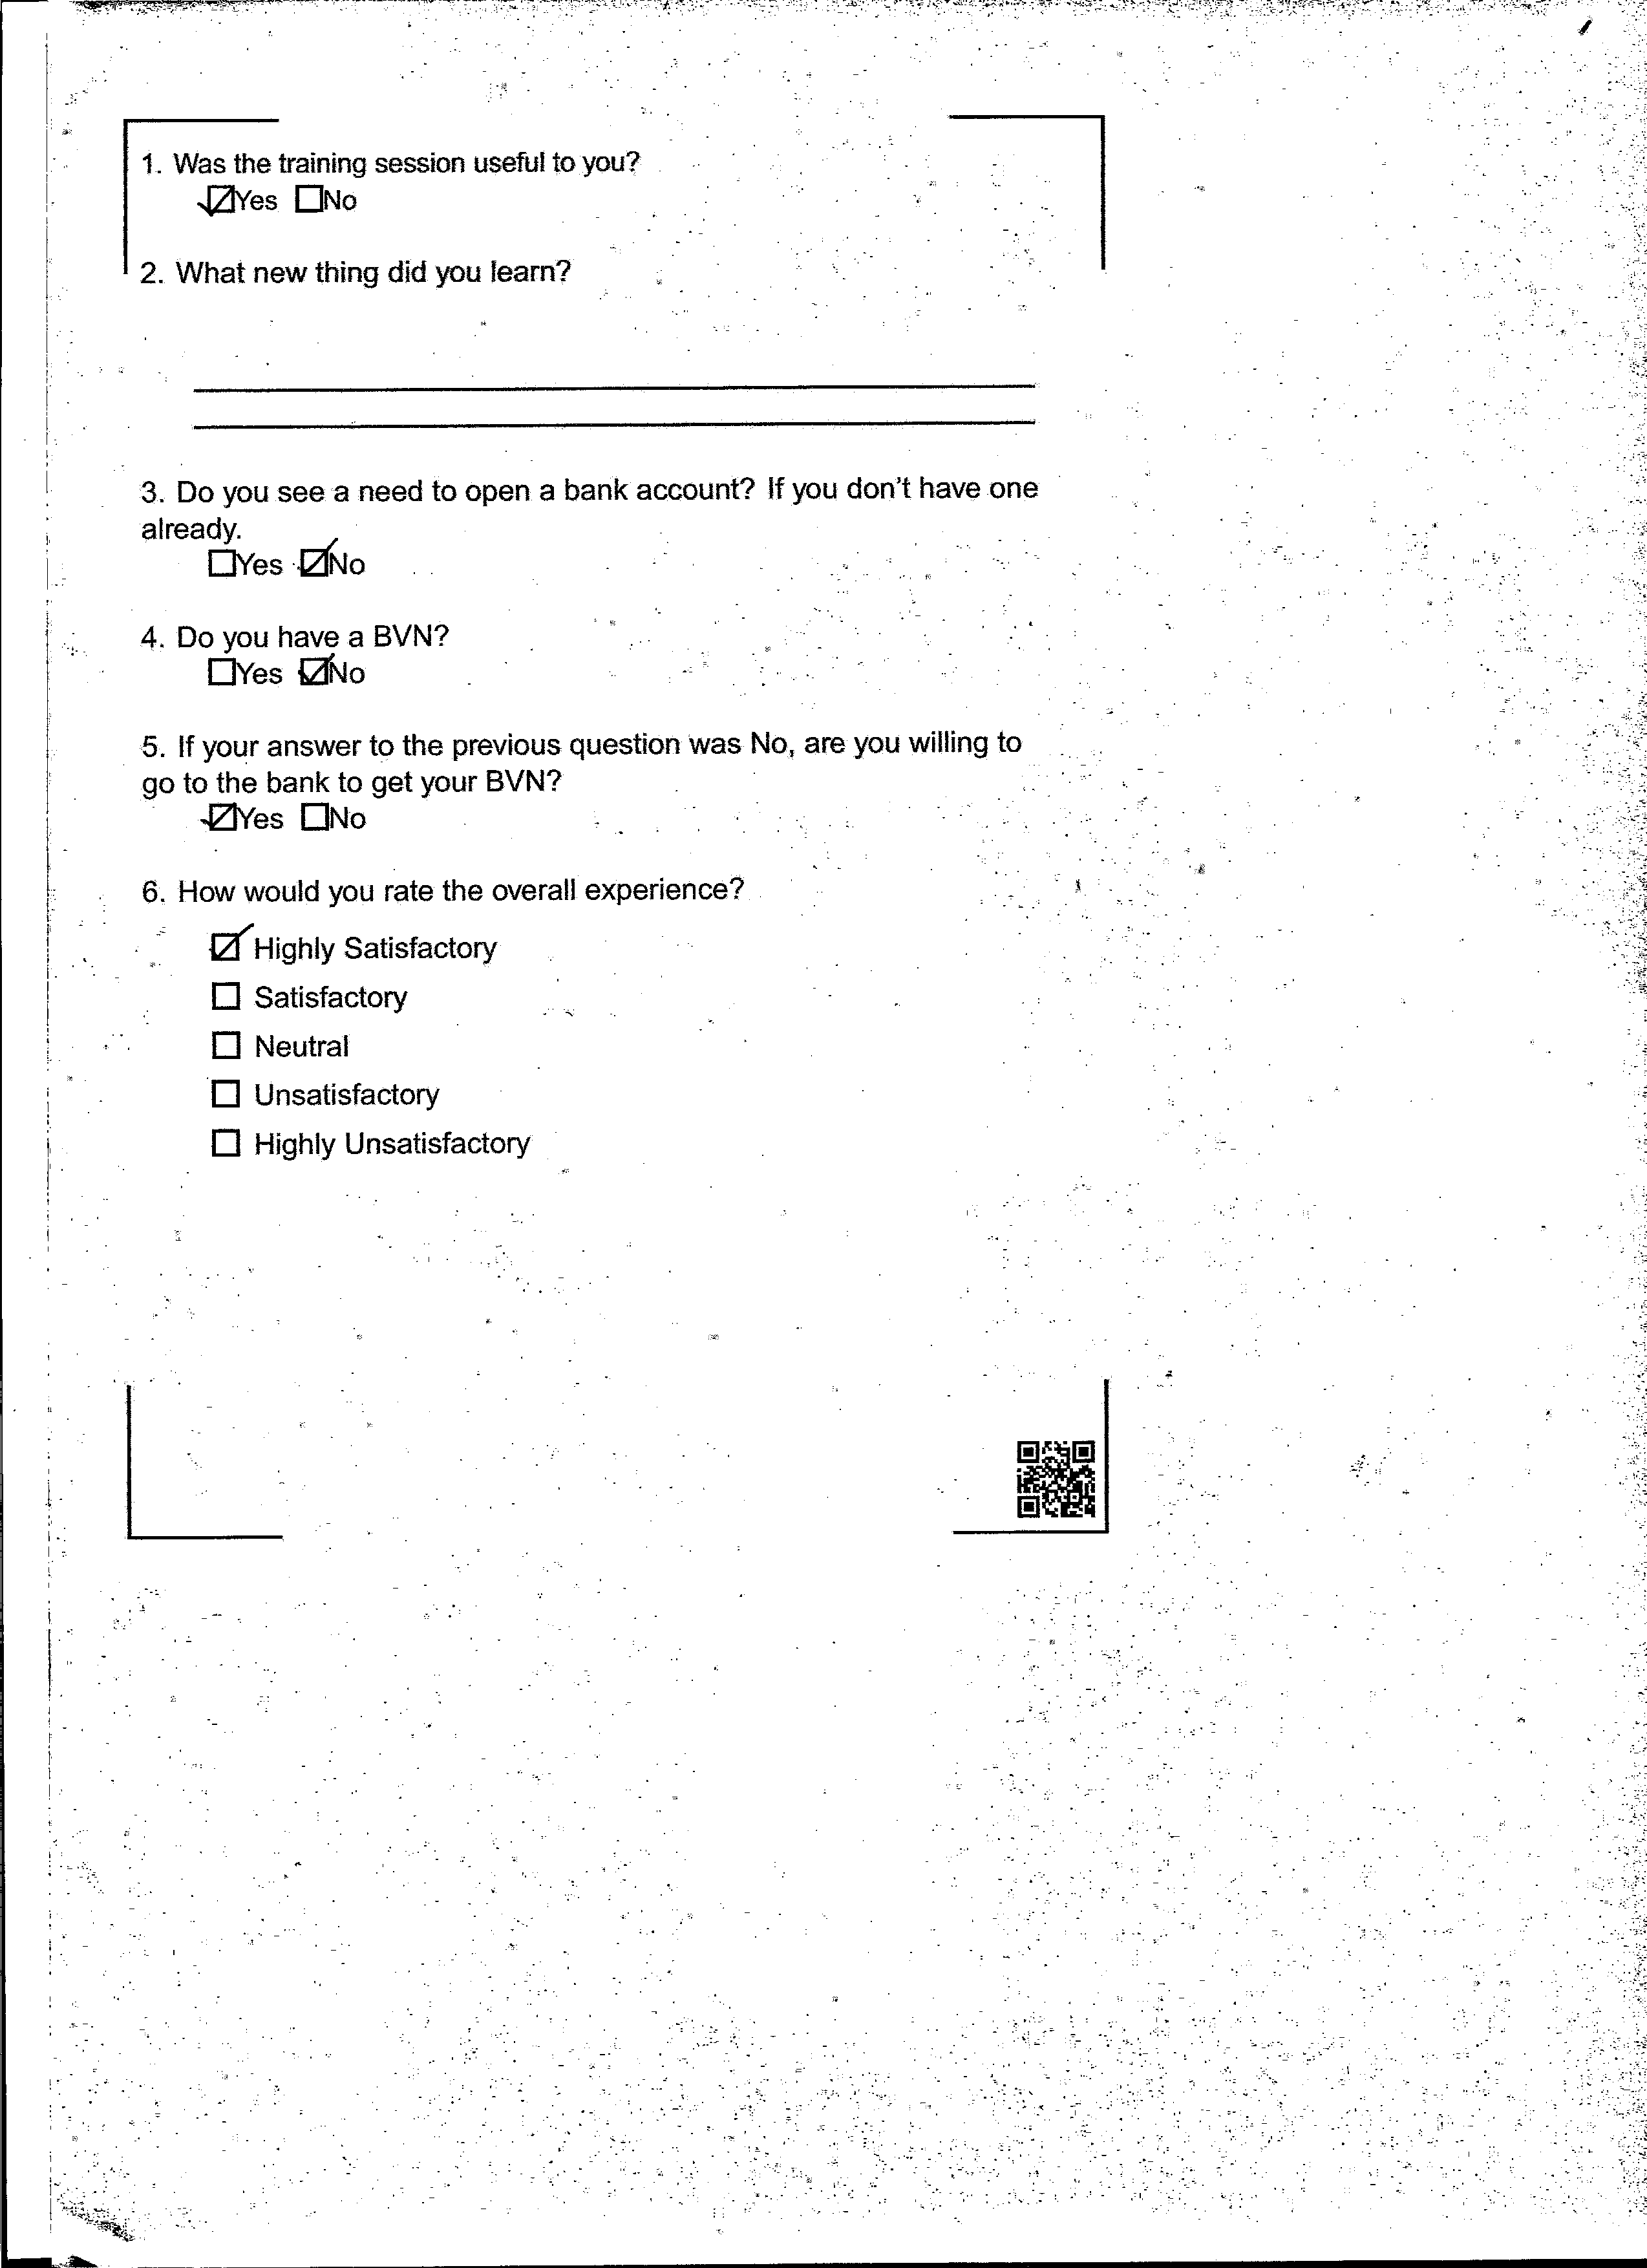 1. Was the training session useful to you?
☑Yes ☐No
2. What new thing did you learn?
3. Do you see a need to open a bank account? If you don't have one
already.
☐Yes ☑No
4. Do you have a BVN?
☐Yes ☑No
5. If your answer to the previous question was No, are you willing to
go to the bank to get your BVN?
☑Yes ☐No
6. How would you rate the overall experience?
☑ Highly Satisfactory
☐ Satisfactory
☐ Neutral
☐ Unsatisfactory
☐ Highly Unsatisfactory